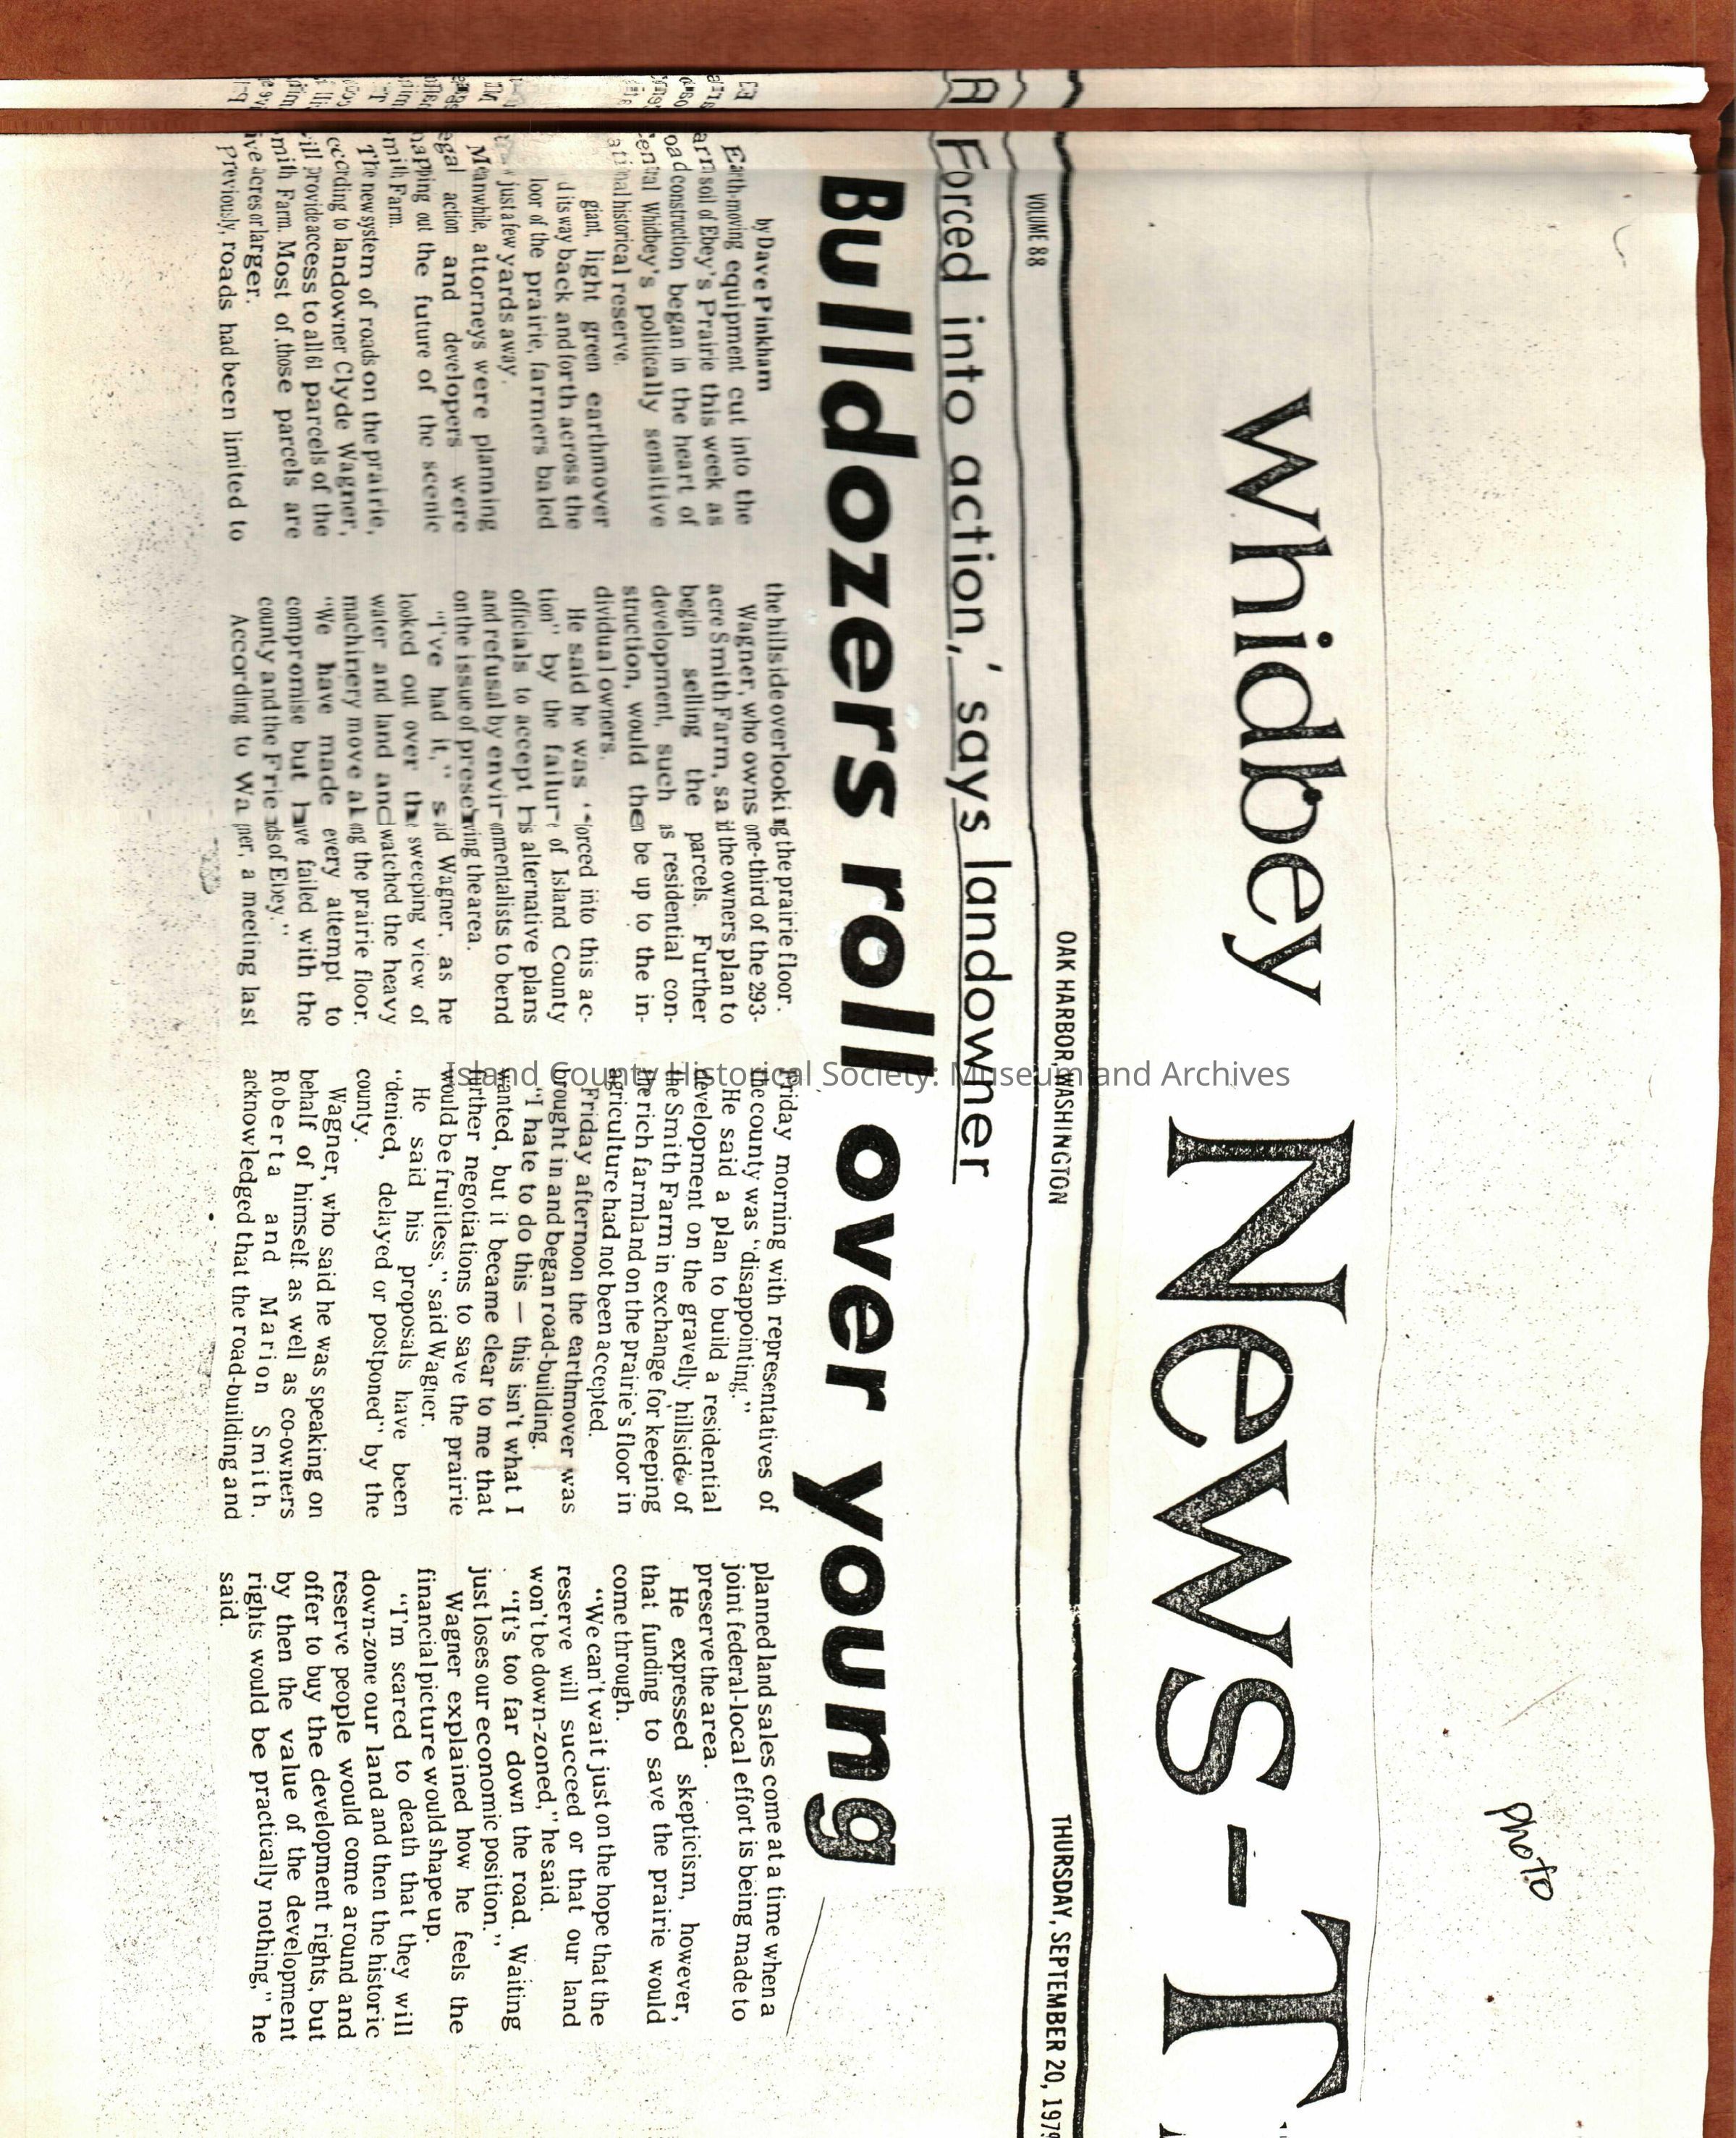 photo
Whidbey News-T
VOLUME 88
OAK HARBOR, WASHINGTON
THURSDAY, SEPTEMBER 20, 1979
Forced into action,' says landowner
Bulldozers roll over young
by Dave Pinkham
Earth-moving equipment cut into the
soil of Ebey's Prairie this week as
construction began in the heart of
Whidbey's politically sensitive
historical reserve.
giant, light green earthmover
its way back and forth across the
of the prairie, farmers baled
just a few yards away.
Meanwhile, attorneys were planning
action and developers were
out the future of the scenic
Farm.
The new system of roads on the prairie,
according to landowner Clyde Wagner,
will provide access to all 61 parcels of the
Smith Farm. Most of those parcels are
five acres or larger.
Previously, roads had been limited to
the hillside overlooking the prairie floor.
Wagner, who owns one-third of the 293-
acre Smith Farm, said the owners plan to
begin selling the parcels. Further
development, such as residential con-
struction, would then be up to the in-
dividual owners.
He said he was "forced into this ac-
tion" by the failure of Island County
officials to accept his alternative plans
and refusal by environmentalists to bend
on the issue of preserving the area.
"I've had it," said Wagner, as he
looked out over the sweeping view of
water and land and watched the heavy
machinery move along the prairie floor.
"We have made every attempt to
compromise but have failed with the
county and the Friends of Ebey."
According to Wagner, a meeting last
Friday morning with representatives of
the county was "disappointing."
He said a plan to build a residential
development on the gravelly hillside of
the Smith Farm in exchange for keeping
the rich farmland on the prairie's floor in
agriculture had not been accepted.
Friday afternoon the earthmover was
brought in and began road-building.
"I hate to do this — this isn't what I
wanted, but it became clear to me that
further negotiations to save the prairie
would be fruitless," said Wagner.
He said his proposals have been
"denied, delayed or postponed" by the
county.
Wagner, who said he was speaking on
behalf of himself as well as co-owners
Roberta and Marion Smith.
acknowledged that the road-building and
planned land sales come at a time when a
joint federal-local effort is being made to
preserve the area.
He expressed skepticism, however,
that funding to save the prairie would
come through.
"We can't wait just on the hope that the
reserve will succeed or that our land
won't be down-zoned," he said.
"It's too far down the road. Waiting
just loses our economic position."
Wagner explained how he feels the
financial picture would shape up.
"I'm scared to death that they will
down-zone our land and then the historic
reserve people would come around and
offer to buy the development rights, but
by then the value of the development
rights would be practically nothing," he
said.
Island County Historical Society: Museum and Archives